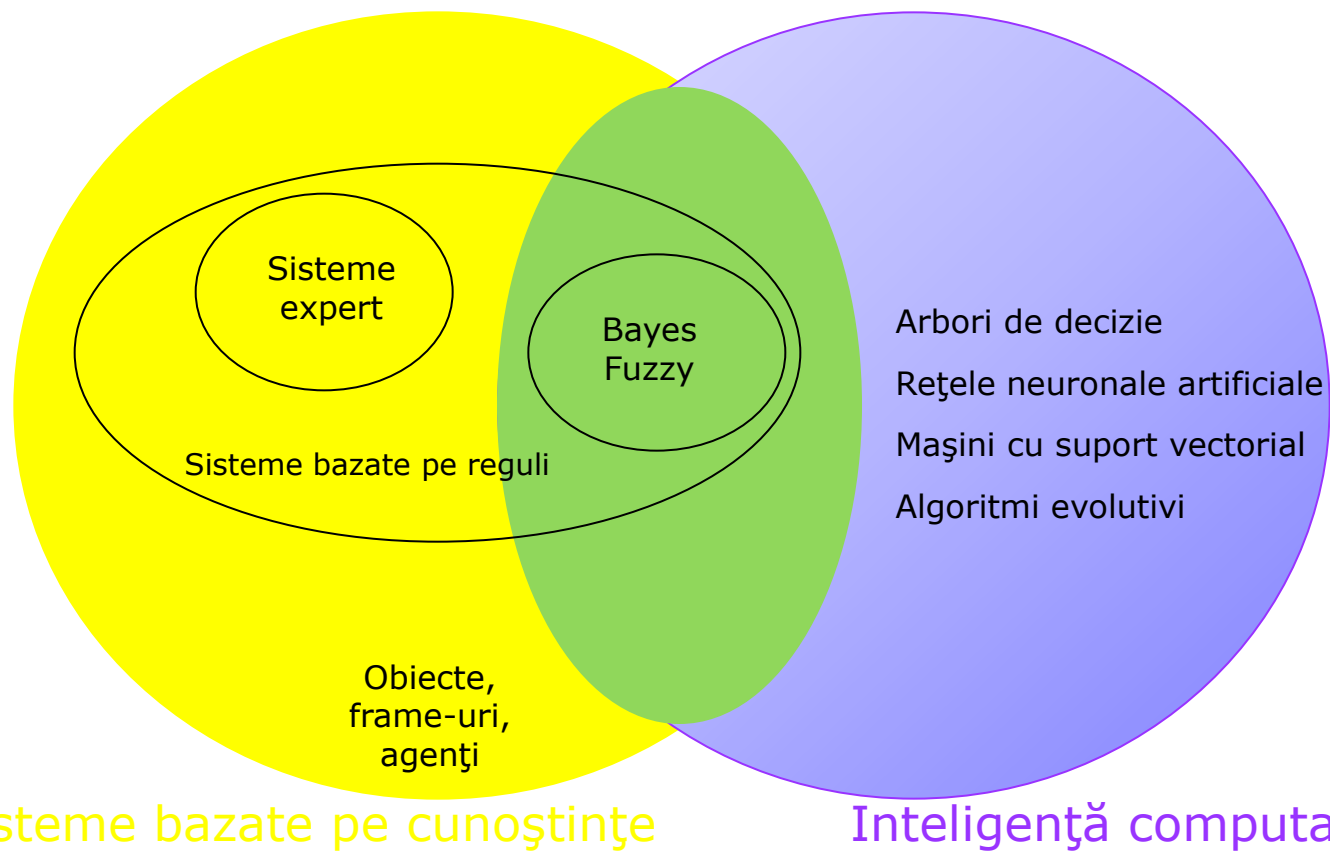 Sisteme
expert
Bayes
Fuzzy
Sisteme bazate pe reguli
Obiecte,
frame-uri,
agenţi
Arbori de decizie
Reţele neuronale artificiale
Maşini cu suport vectorial
Algoritmi evolutivi
steme bazate pe cunoştinţe
Inteligenţă computa